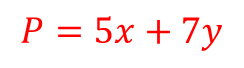 P = 5x + 7y